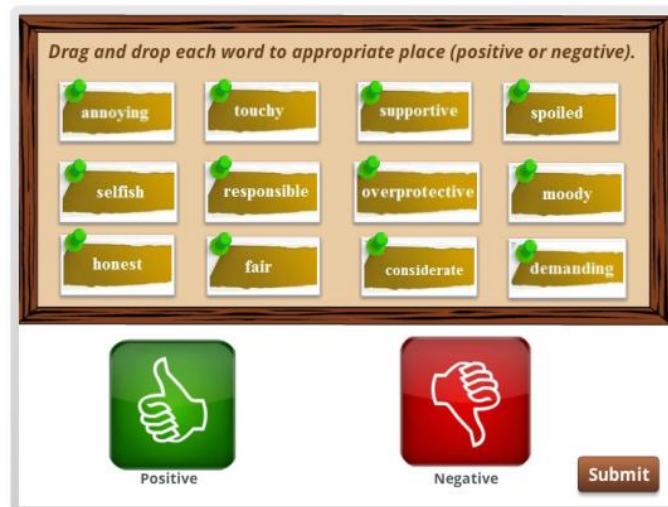 Drag and drop each word to appropriate place (positive or negative).
annoying touchy supportive spoiled
selfish responsible overprotective moody
honest fair considerate demanding
Positive Negative
Submit